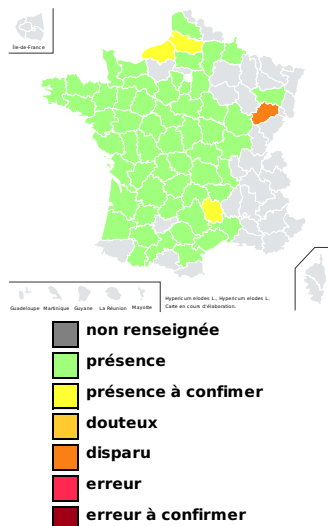 Île-de-France
Guadeloupe Martinique Guyane La Réunion Mayotte
Hypericum elodes L., Hypericum elodes L.
Carte en cours d'élaboration.
non renseignée
présence
présence à confimer
douteux
disparu
erreur
erreur à confirmer